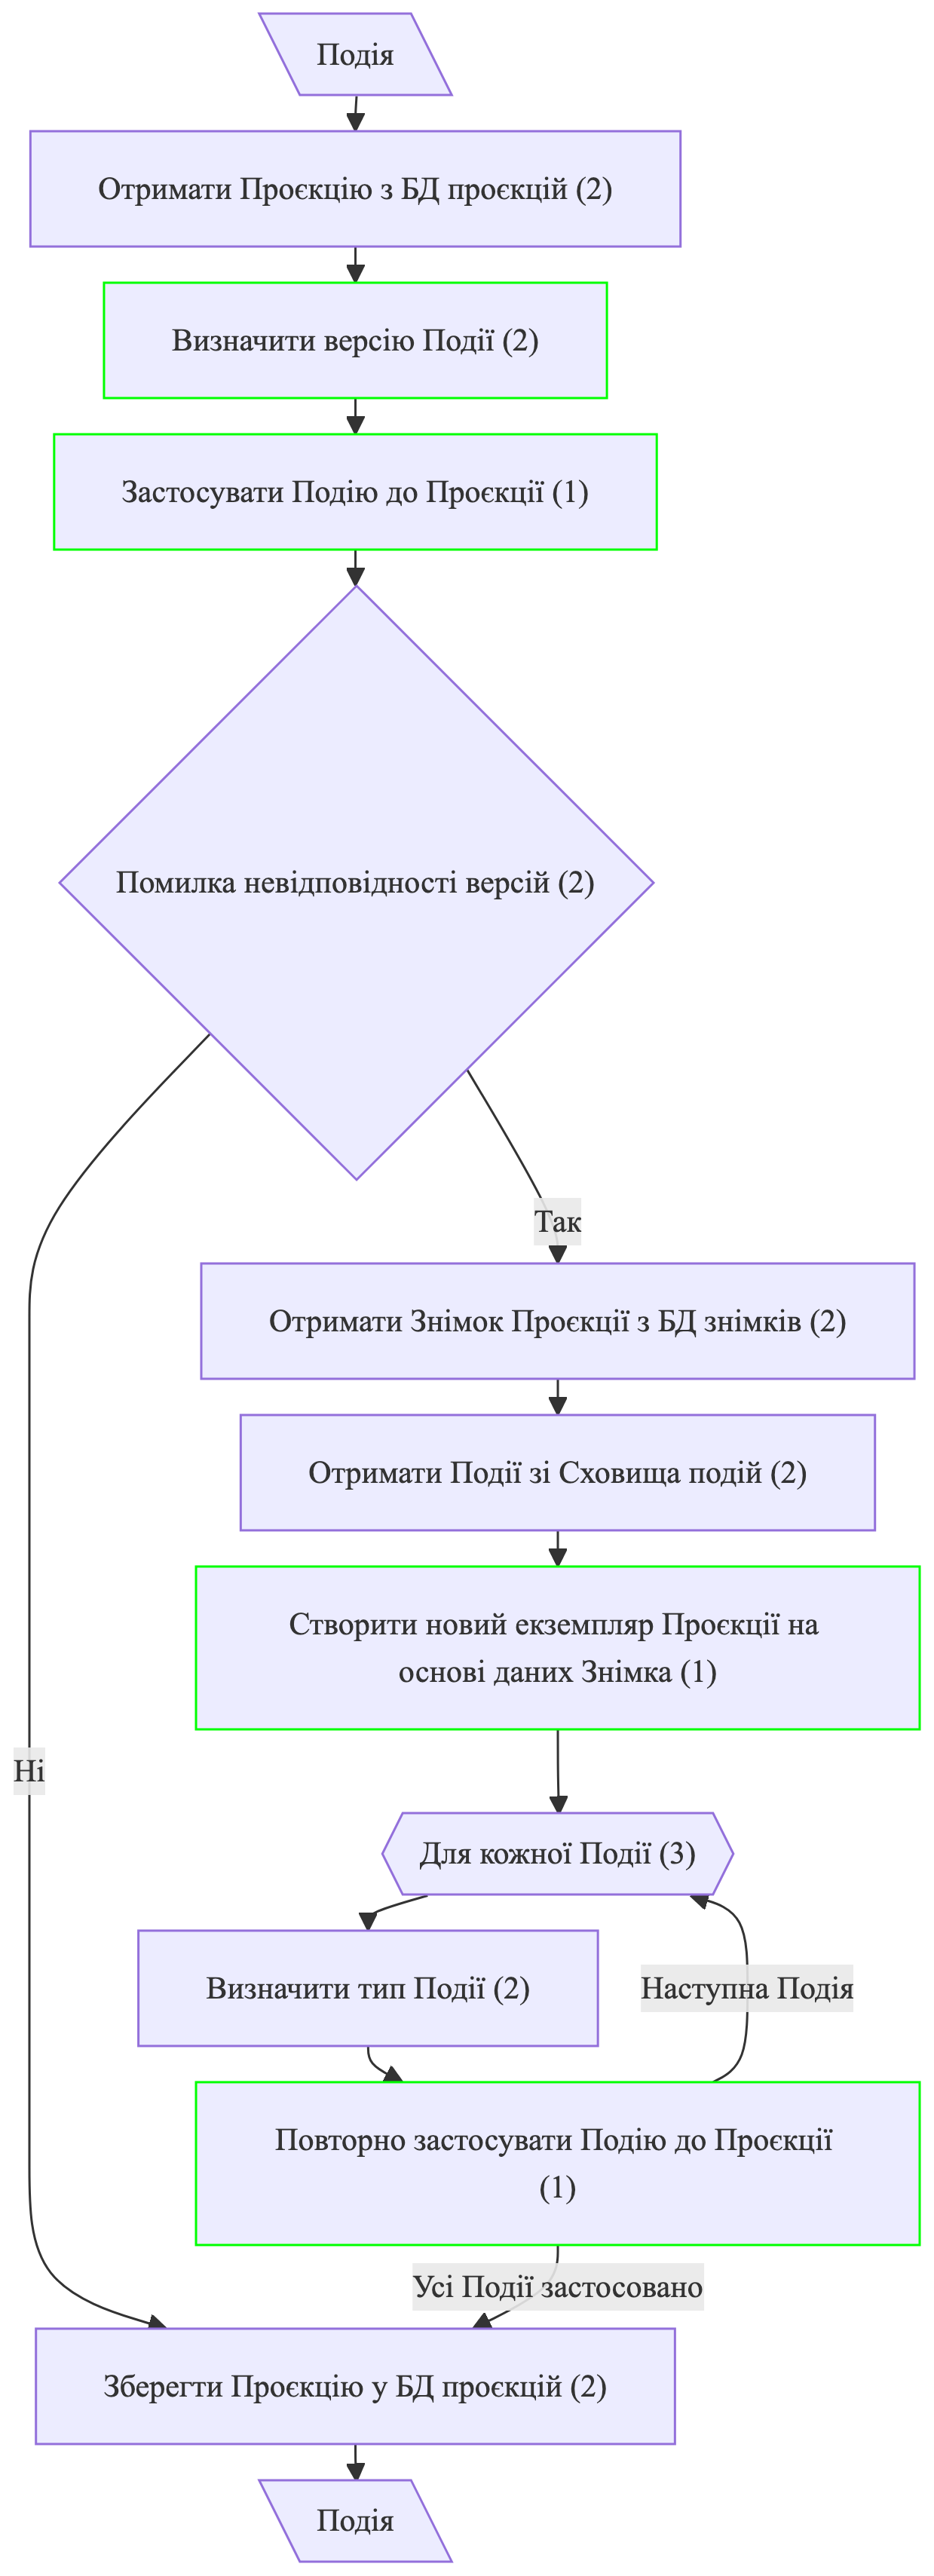 Подія
Отримати Проєкцію з БД проєкцій (2)
Визначити версію Події (2)
Застосувати Подію до Проєкції (1)
Помилка невідповідності версій (2)
Так
Отримати Знімок Проєкції з БД знімків (2)
Отримати Події зі Сховища подій (2)
Створити новий екземпляр Проєкції на
основі даних Знімка (1)
Ні
Для кожної Події (3)
Визначити тип Події (2)
Наступна Подія
Повторно застосувати Подію до Проєкції
(1)
Усі Події застосовано
Зберегти Проєкцію у БД проєкцій (2)
Подія